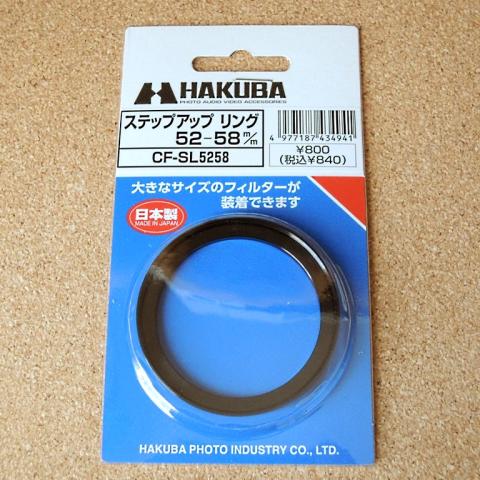 HAKUBA
PHOTO AUDIO VIDEO ACCESSORIES
ステップアップ リング
52-58m/m
CF-SL5258
4 977187 434941
¥800
(税込¥840)
大きなサイズのフィルターが
装着できます
日本製
MADE IN JAPAN
HAKUBA PHOTO INDUSTRY CO., LTD.